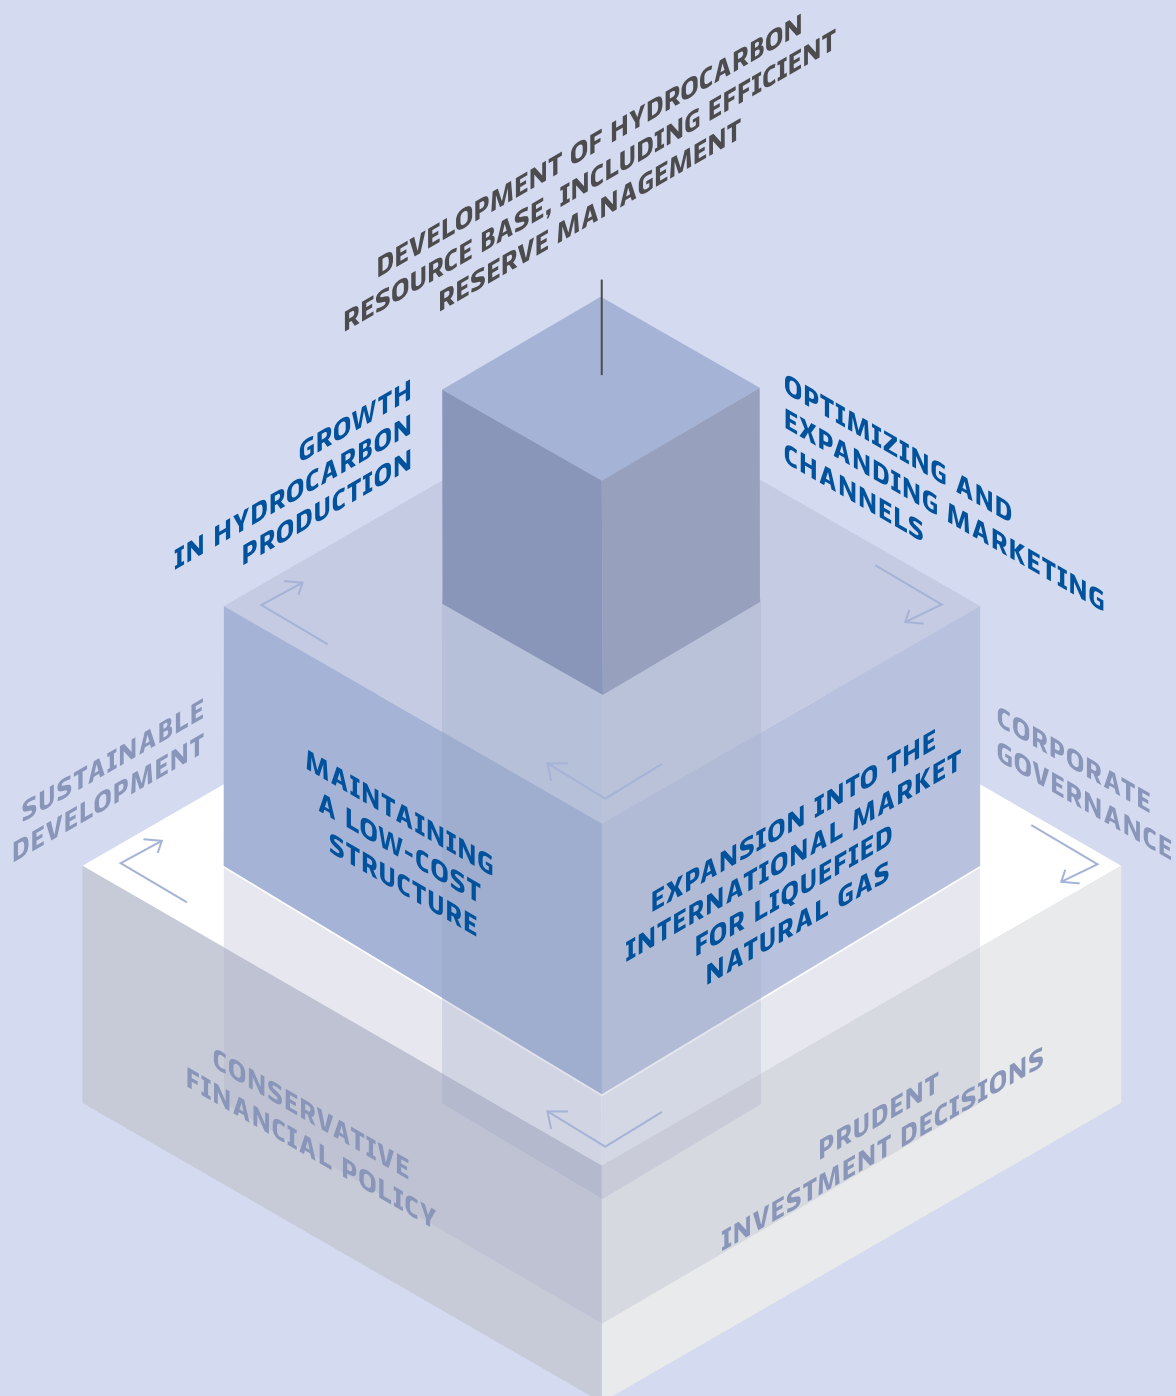 DEVELOPMENT OF HYDROCARBON
RESOURCE BASE, INCLUDING EFFICIENT
RESERVE MANAGEMENT
GROWTH
IN HYDROCARBON
PRODUCTION
OPTIMIZING AND
EXPANDING MARKETING
CHANNELS
SUSTAINABLE
DEVELOPMENT
CORPORATE
GOVERNANCE
MAINTAINING
A LOW-COST
STRUCTURE
EXPANSION INTO THE
INTERNATIONAL MARKET
FOR LIQUEFIED
NATURAL GAS
CONSERVATIVE
FINANCIAL POLICY
PRUDENT
INVESTMENT DECISIONS